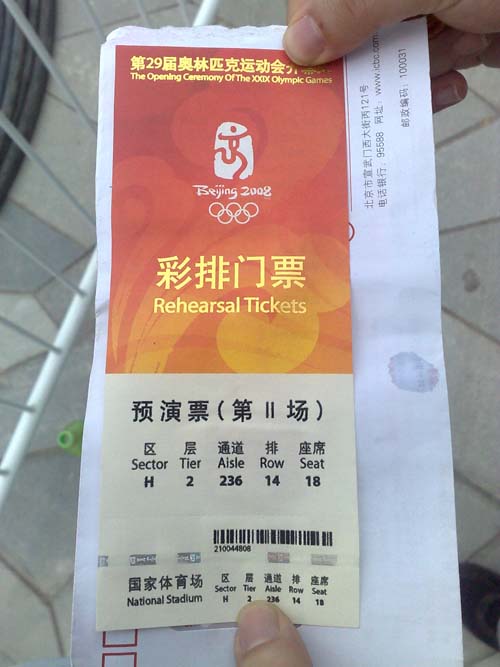 第29届奥林匹克运动会开
The Opening Ceremony Of The XXIX Olympic Games
Beijing 2008
彩排门票
Rehearsal Tickets
预演票(第 II 场)
区 层 通道 排 座席
Sector Tier Aisle Row Seat
H 2 236 14 18
210044808
国家体育场 区 层 通道 排 座席
National Stadium Sector Tier Aisle Row Seat
H 2 236 14 18
北京市宣武门西大街丙121号
电话银行:95588 网址:www.icbc.com
邮政编码:100031